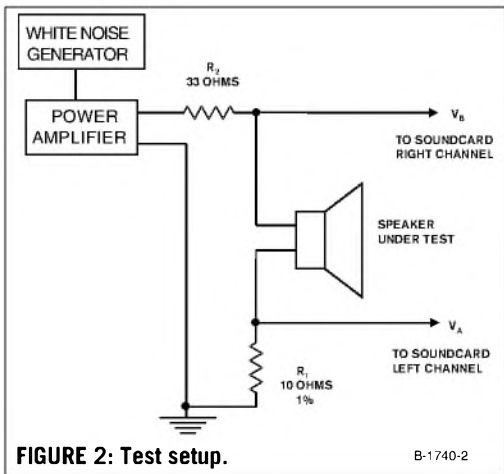 WHITE NOISE
GENERATOR
POWER
AMPLIFIER
R2
33 OHMS
VB
TO SOUNDCARD
RIGHT CHANNEL
SPEAKER
UNDER TEST
VA
TO SOUNDCARD
LEFT CHANNEL
R1
10 OHMS
1%
FIGURE 2: Test setup.
B-1740-2